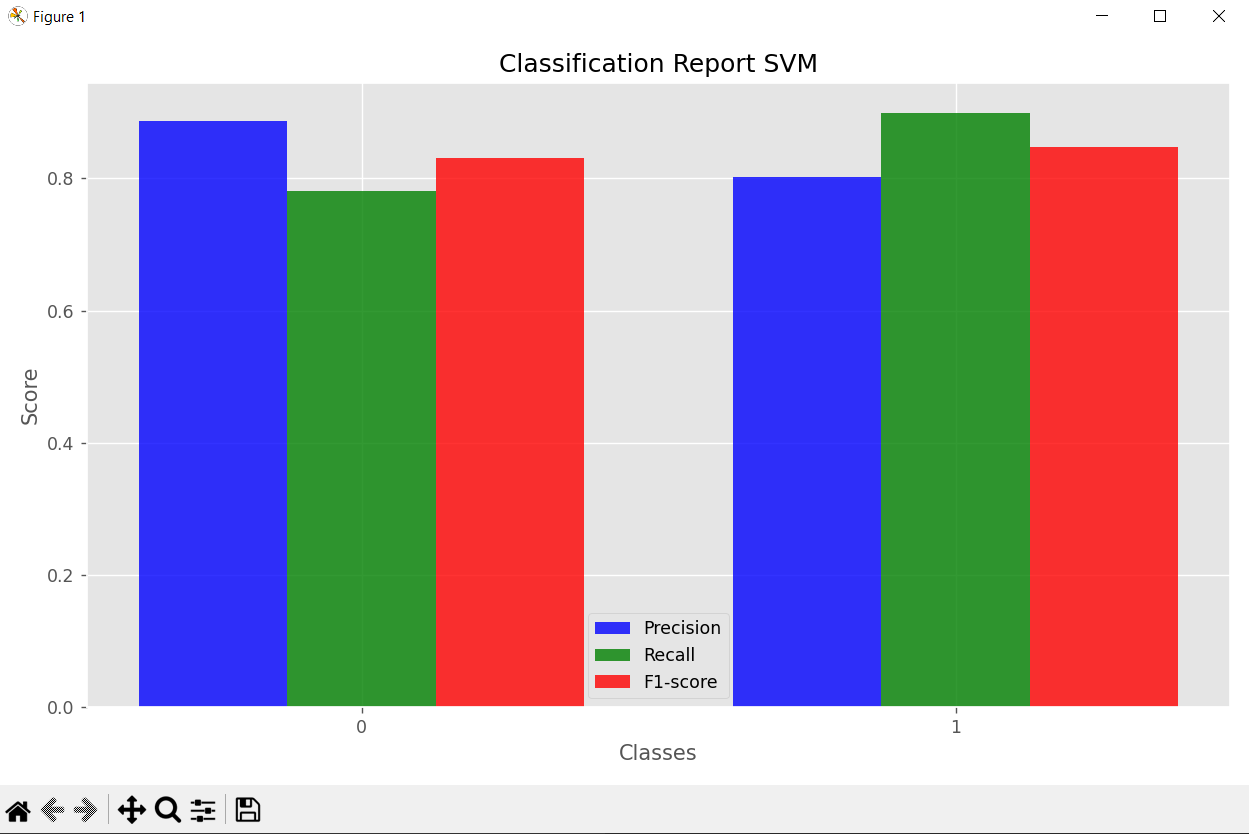 Figure 1
Classification Report SVM
Score
0.8
0.6
0.4
0.2
0.0
Precision
Recall
F1-score
0
1
Classes